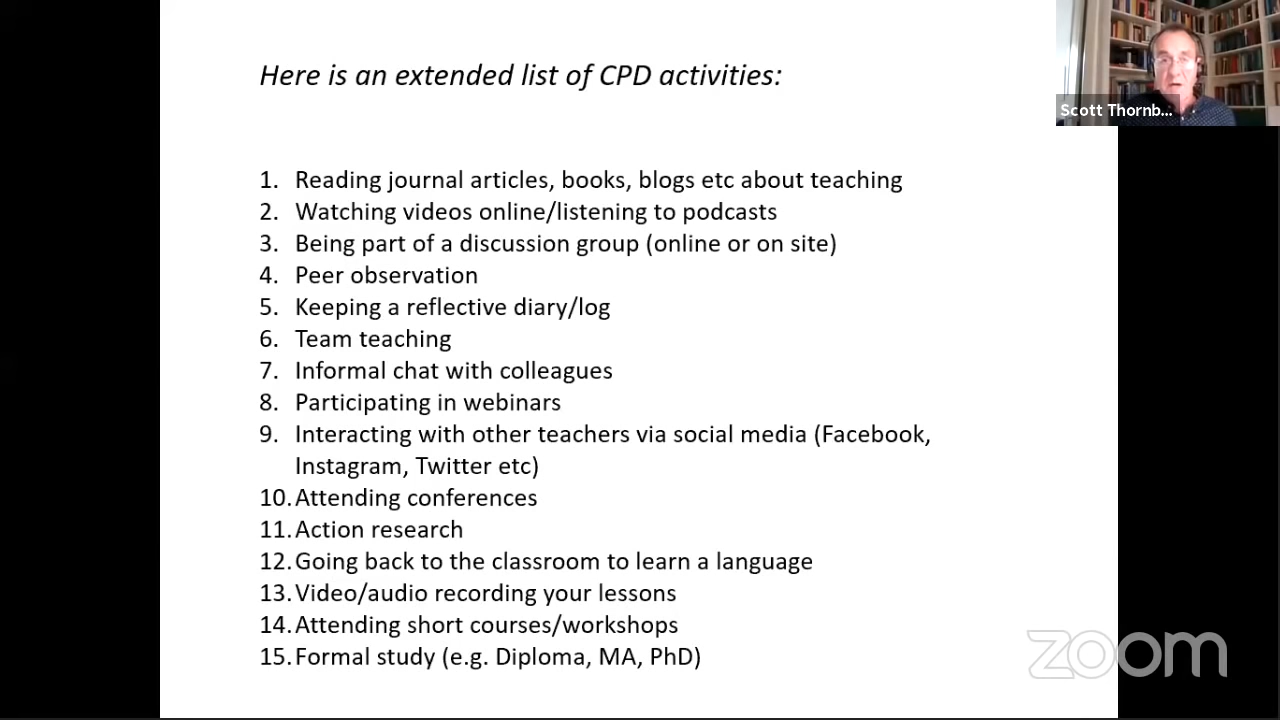 Here is an extended list of CPD activities:
Scott Thornb...
1. Reading journal articles, books, blogs etc about teaching
2. Watching videos online/listening to podcasts
3. Being part of a discussion group (online or on site)
4. Peer observation
5. Keeping a reflective diary/log
6. Team teaching
7. Informal chat with colleagues
8. Participating in webinars
9. Interacting with other teachers via social media (Facebook,
Instagram, Twitter etc)
10. Attending conferences
11. Action research
12. Going back to the classroom to learn a language
13. Video/audio recording your lessons
14. Attending short courses/workshops
15. Formal study (e.g. Diploma, MA, PhD)
zoom